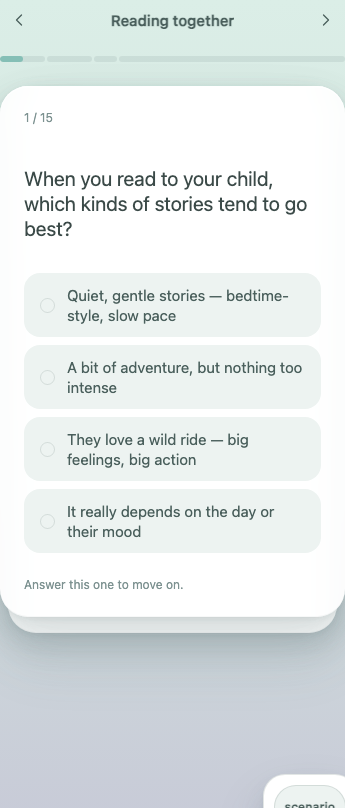 Reading together
1 / 15
When you read to your child,
which kinds of stories tend to go
best?
Quiet, gentle stories — bedtime-
style, slow pace
A bit of adventure, but nothing too
intense
They love a wild ride — big
feelings, big action
It really depends on the day or
their mood
Answer this one to move on.
scenario